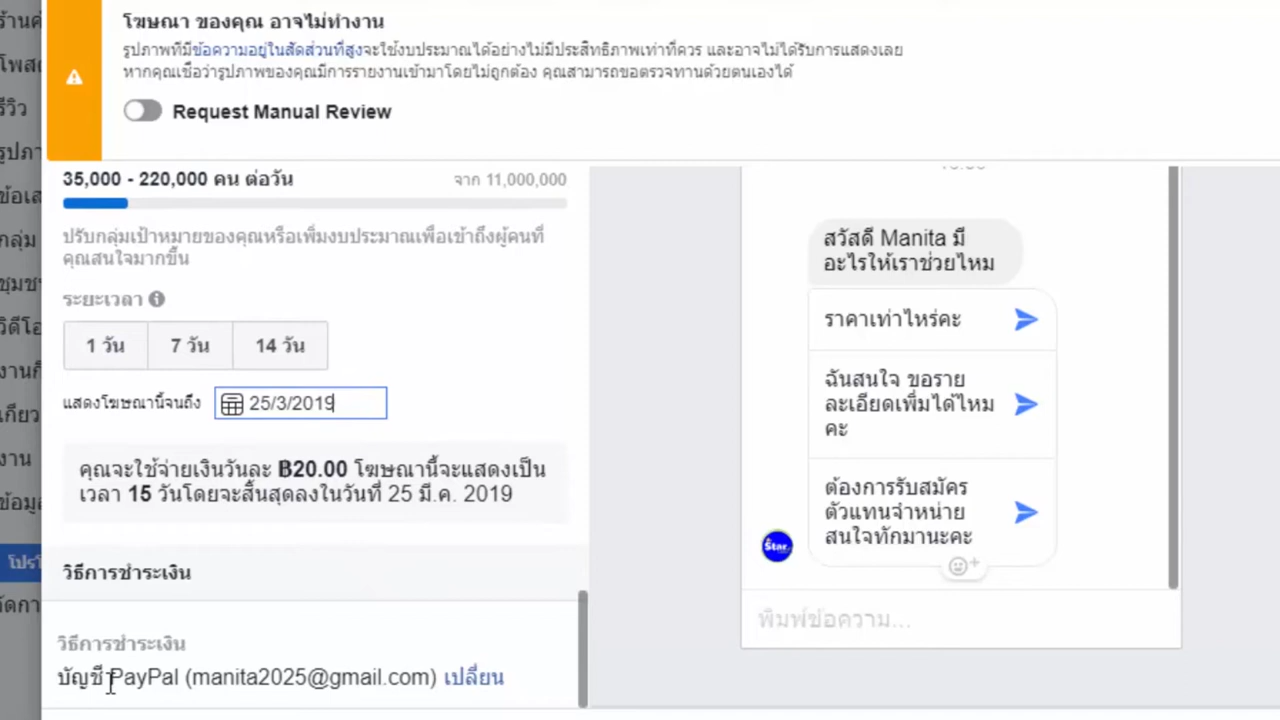 โฆษณา ของคุณ อาจไม่ทำงาน
รูปภาพที่มีข้อความอยู่ในสัดส่วนที่สูงจะใช้งบประมาณได้อย่างไม่มีประสิทธิภาพเท่าที่ควร และอาจไม่ได้รับการแสดงเลย
หากคุณเชื่อว่ารูปภาพของคุณมีการรายงานเข้ามาโดยไม่ถูกต้อง คุณสามารถขอตรวจทานด้วยตนเองได้
Request Manual Review
35,000 - 220,000 คน ต่อวัน
จาก 11,000,000
ปรับกลุ่มเป้าหมายของคุณหรือเพิ่มงบประมาณเพื่อเข้าถึงผู้คนที่
คุณสนใจมากขึ้น
ระยะเวลา
1 วัน
7 วัน
14 วัน
แสดงโฆษณานี้จนถึง
25/3/2019
คุณจะใช้จ่ายเงินวันละ ฿20.00 โฆษณานี้จะแสดงเป็น
เวลา 15 วันโดยจะสิ้นสุดลงในวันที่ 25 มี.ค. 2019
วิธีการชำระเงิน
วิธีการชำระเงิน
บัญชี PayPal (manita2025@gmail.com) เปลี่ยน
สวัสดี Manita มี
อะไรให้เราช่วยไหม
ราคาเท่าไหร่คะ
ฉันสนใจ ขอราย
ละเอียดเพิ่มได้ไหม
คะ
ต้องการรับสมัคร
ตัวแทนจำหน่าย
สนใจทักมานะคะ
Star
พิมพ์ข้อความ...
รีวิว
กลุ่ม
งาน